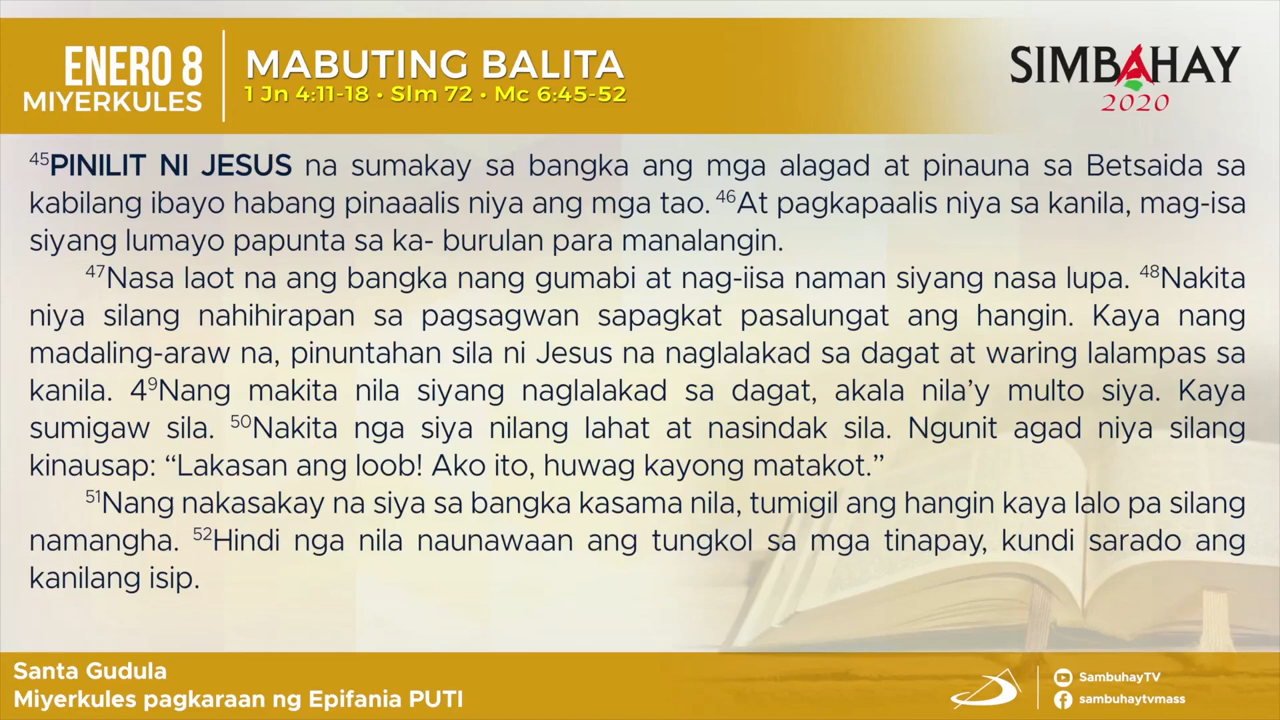 ENERO 8
MIYERKULES
MABUTING BALITA
1 Jn 4:11-18 • Slm 72 • Mc 6:45-52
SIMBAHAY
2020
45PINILIT NI JESUS na sumakay sa bangka ang mga alagad at pinauna sa Betsaida sa
kabilang ibayo habang pinaaalis niya ang mga tao. 46At pagkapaalis niya sa kanila, mag-isa
siyang lumayo papunta sa ka- burulan para manalangin.
47Nasa laot na ang bangka nang gumabi at nag-iisa naman siyang nasa lupa. 48Nakita
niya silang nahihirapan sa pagsagwan sapagkat pasalungat ang hangin. Kaya nang
madaling-araw na, pinuntahan sila ni Jesus na naglalakad sa dagat at waring lalampas sa
kanila. 49Nang makita nila siyang naglalakad sa dagat, akala nila’y multo siya. Kaya
sumigaw sila. 50Nakita nga siya nilang lahat at nasindak sila. Ngunit agad niya silang
kinausap: “Lakasan ang loob! Ako ito, huwag kayong matakot.”
51Nang nakasakay na siya sa bangka kasama nila, tumigil ang hangin kaya lalo pa silang
namangha. 52Hindi nga nila naunawaan ang tungkol sa mga tinapay, kundi sarado ang
kanilang isip.
Santa Gudula
Miyerkules pagkaraan ng Epifania PUTI
SambuhayTV
sambuhaytvmass